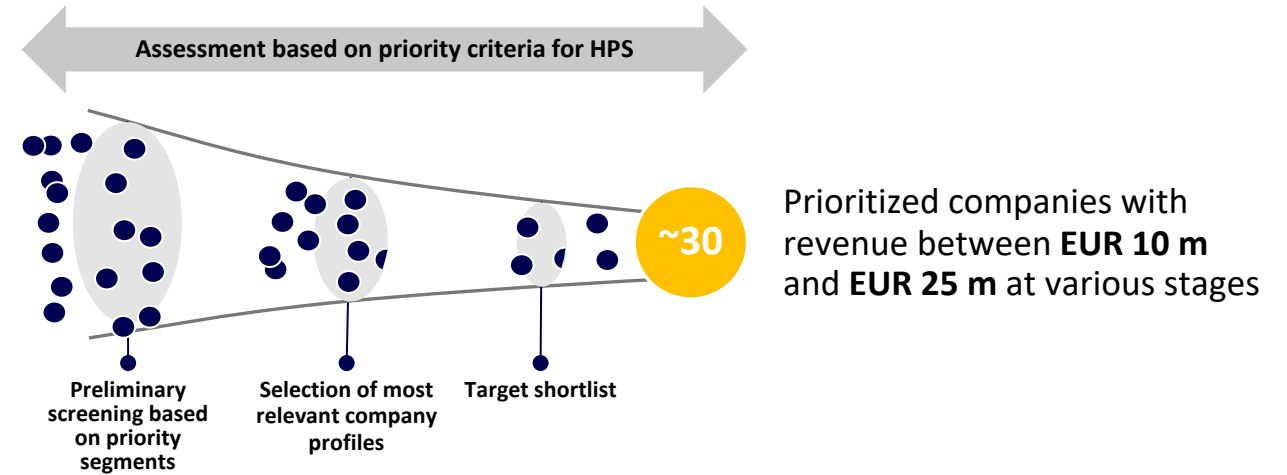 Assessment based on priority criteria for HPS
~30
Prioritized companies with
revenue between EUR 10 m
and EUR 25 m at various stages
Preliminary
screening based
on priority
segments
Selection of most
relevant company
profiles
Target shortlist